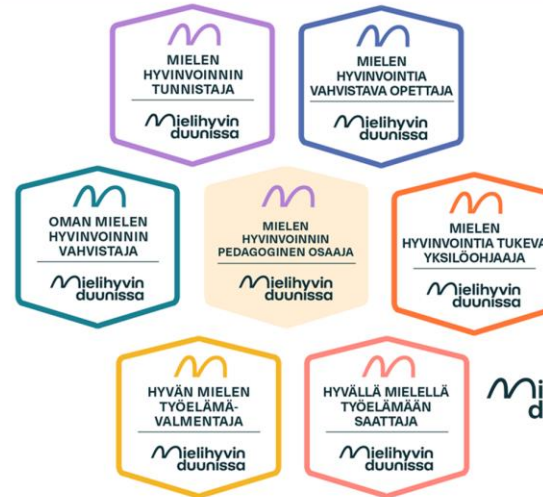 MIELEN
HYVINVOINNIN
TUNNISTAJA
Mielihyvin
duunissa
MIELEN
HYVINVOINTIA
VAHVISTAVA OPETTAJA
Mielihyvin
duunissa
OMAN MIELEN
HYVINVOINNIN
VAHVISTAJA
Mielihyvin
duunissa
MIELEN
HYVINVOINNIN
PEDAGOGINEN OSAAJA
Mielihyvin
duunissa
MIELEN
HYVINVOINTIA TUKEVA
YKSILÖOHJAAJA
Mielihyvin
duunissa
HYVÄN MIELEN
TYÖELÄMÄ-
VALMENTAJA
Mielihyvin
duunissa
HYVÄLLÄ MIELELLÄ
TYÖELÄMÄÄN
SAATTAJA
Mielihyvin
duunissa